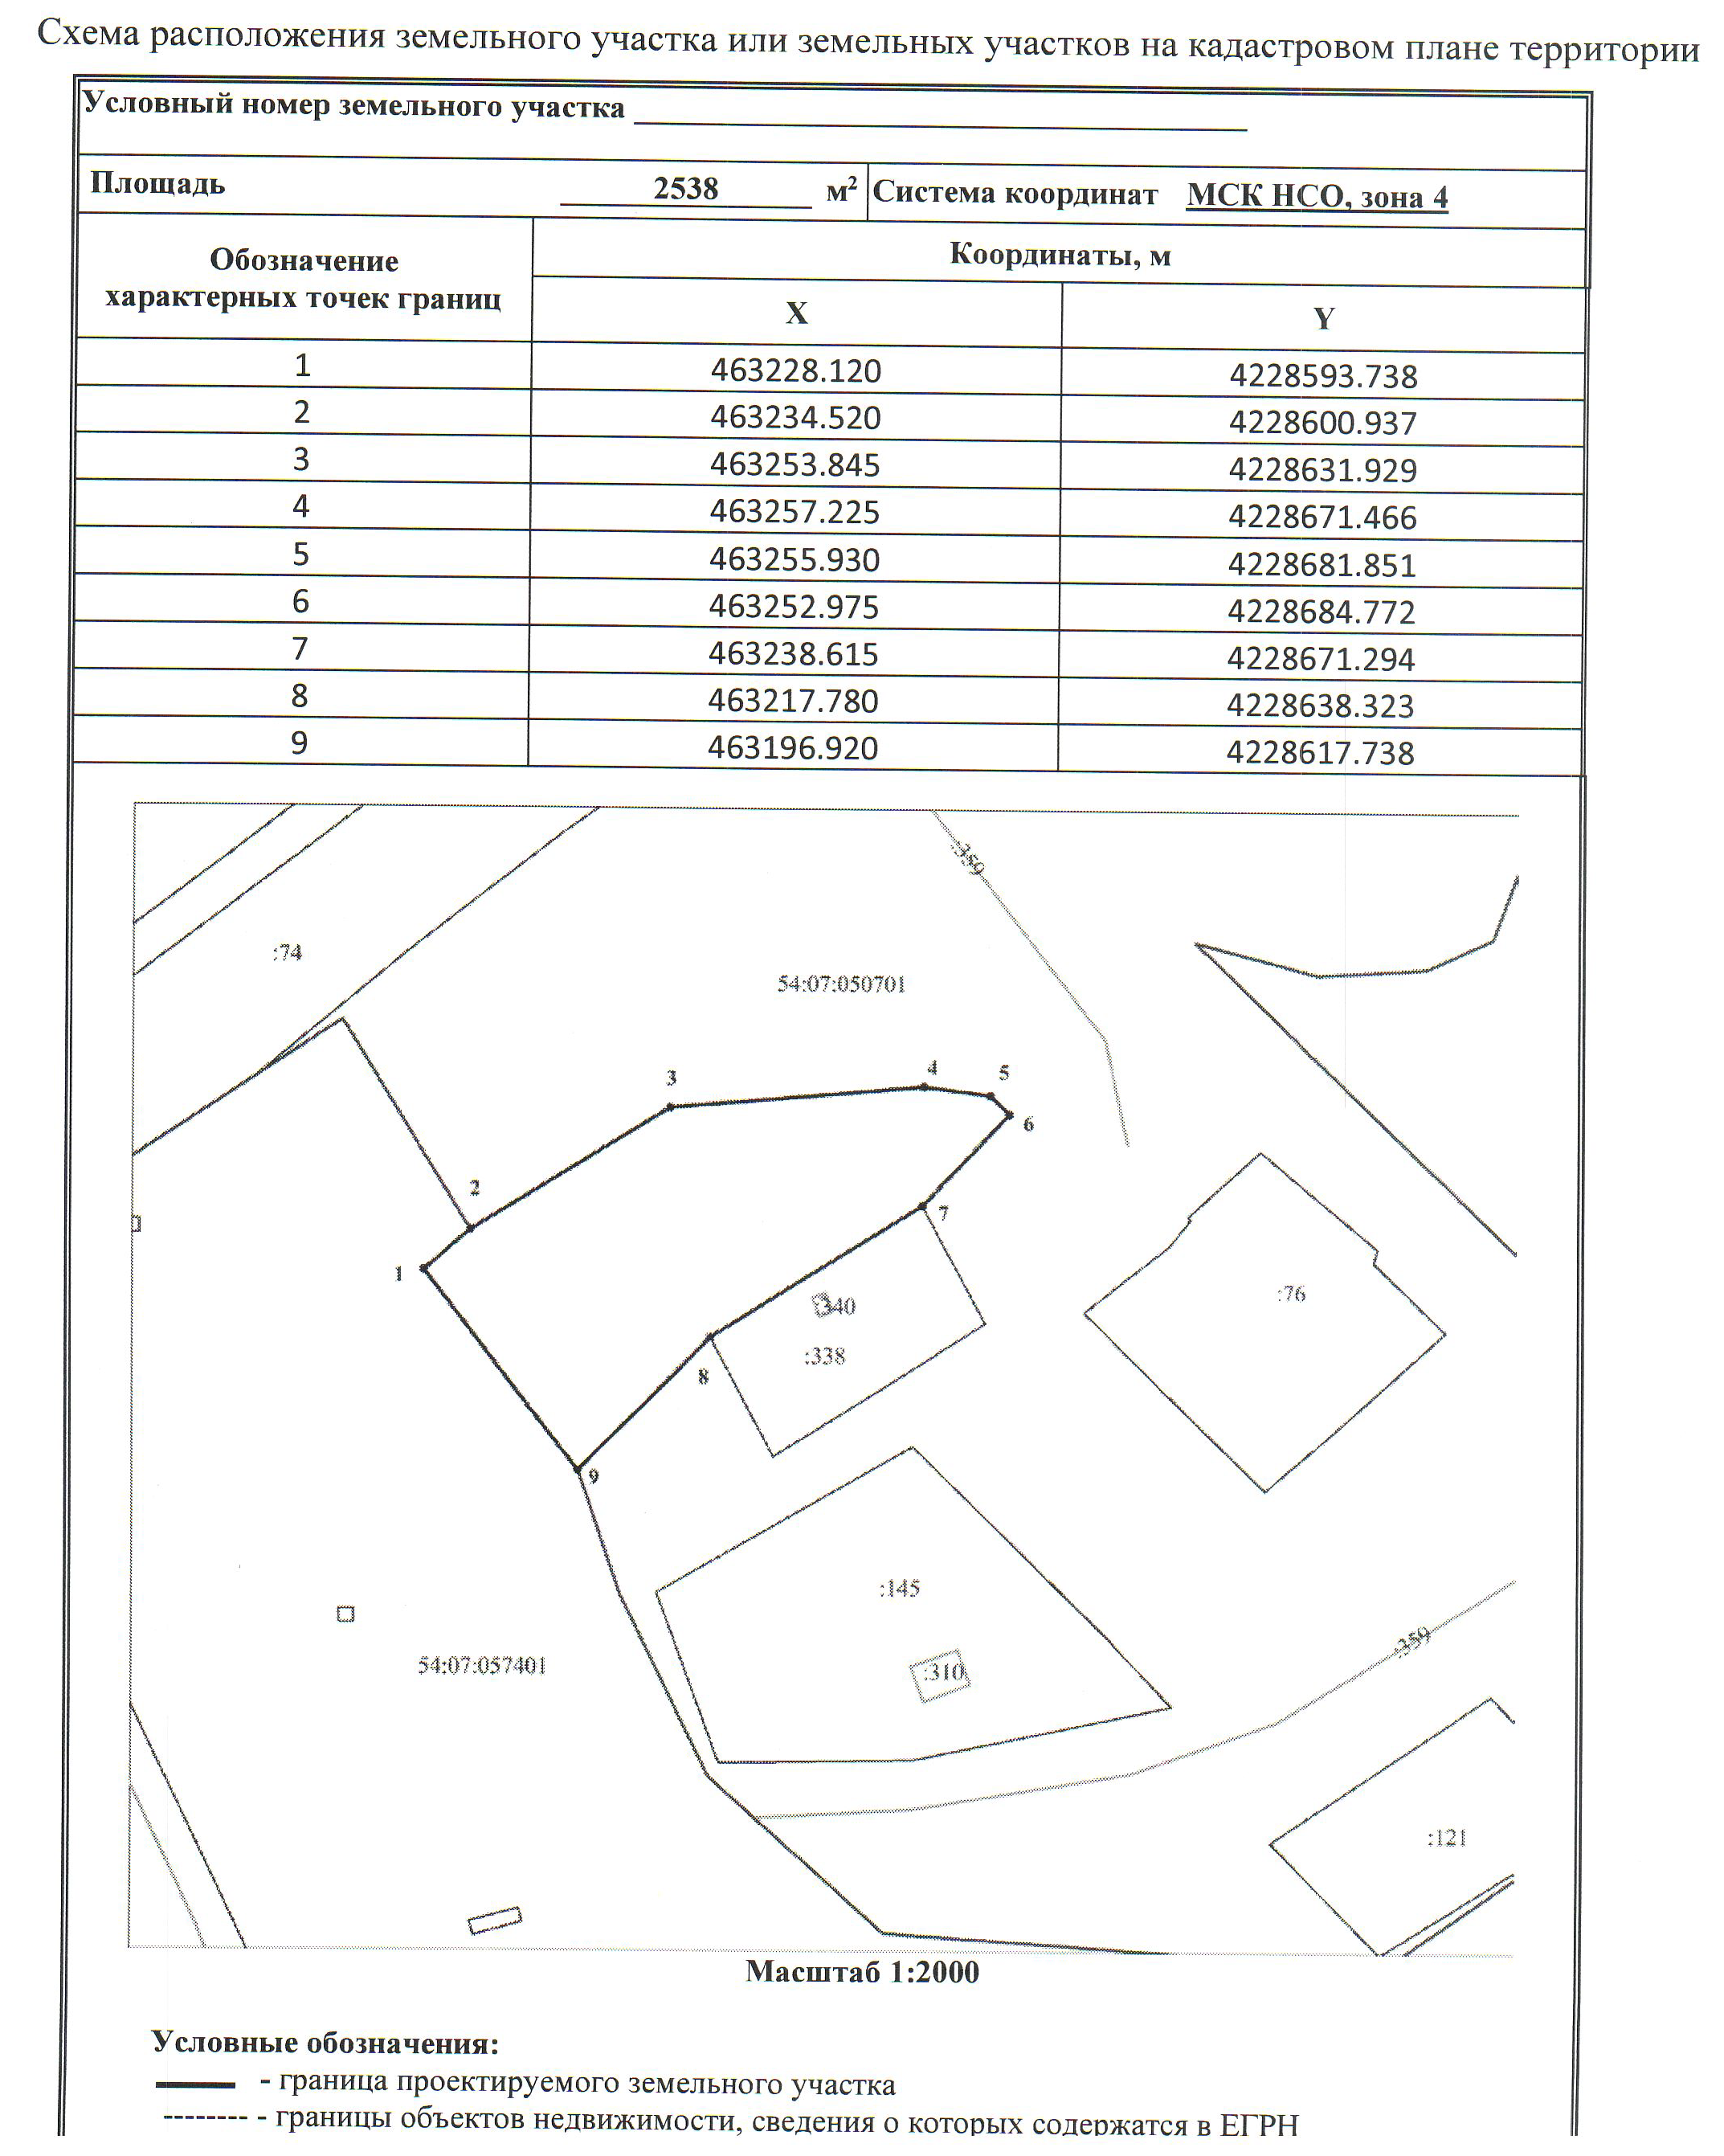 Схема расположения земельного участка или земельных участков на кадастровом плане территории
Условный номер земельного участка
Площадь 2538 м² Система координат МСК НСО, зона 4
Обозначение характерных точек границ
Координаты, м
X Y
1 463228.120 4228593.738
2 463234.520 4228600.937
3 463253.845 4228631.929
4 463257.225 4228671.466
5 463255.930 4228681.851
6 463252.975 4228684.772
7 463238.615 4228671.294
8 463217.780 4228638.323
9 463196.920 4228617.738
:359
:74
54:07:050701
4
5
3
6
2
7
1
:76
:340
:338
8
9
:145
:359
54:07:057401
:310
:121
Масштаб 1:2000
Условные обозначения:
- граница проектируемого земельного участка
-------- - границы объектов недвижимости, сведения о которых содержатся в ЕГРН